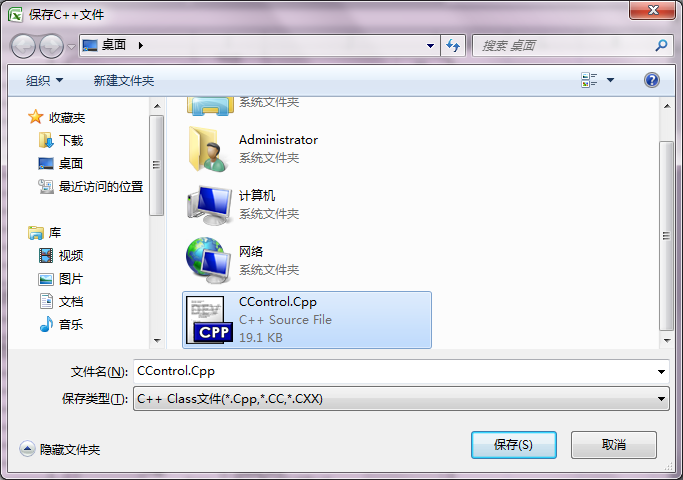 保存C++文件
桌面
搜索 桌面
组织
新建文件夹
收藏夹
下载
桌面
最近访问的位置
库
视频
图片
文档
音乐
系统文件夹
Administrator
系统文件夹
计算机
系统文件夹
网络
系统文件夹
DEV
CPP
CControl.Cpp
C++ Source File
19.1 KB
文件名(N):
CControl.Cpp
保存类型(T):
C++ Class文件(*.Cpp,*.CC,*.CXX)
隐藏文件夹
保存(S)
取消